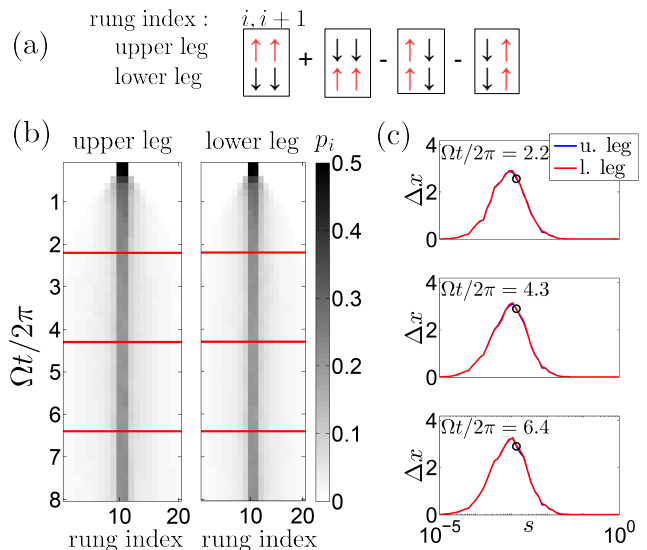 rung index : i, i + 1
(a) upper leg
lower leg
↑ ↑ + ↓ ↓ - ↑ ↓ - ↓ ↑
↓ ↓ ↑ ↑ ↑ ↓ ↓ ↑
(b) upper leg lower leg p_i
0.5
0.4
0.3
0.2
0.1
0
Ωt/2π
1
2
3
4
5
6
7
8
10 20 10 20
rung index rung index
(c)
u. leg
l. leg
Ωt/2π = 2.2
Δx
4
2
0
Ωt/2π = 4.3
Δx
4
2
0
Ωt/2π = 6.4
Δx
4
2
0
10^-5 s 10^0